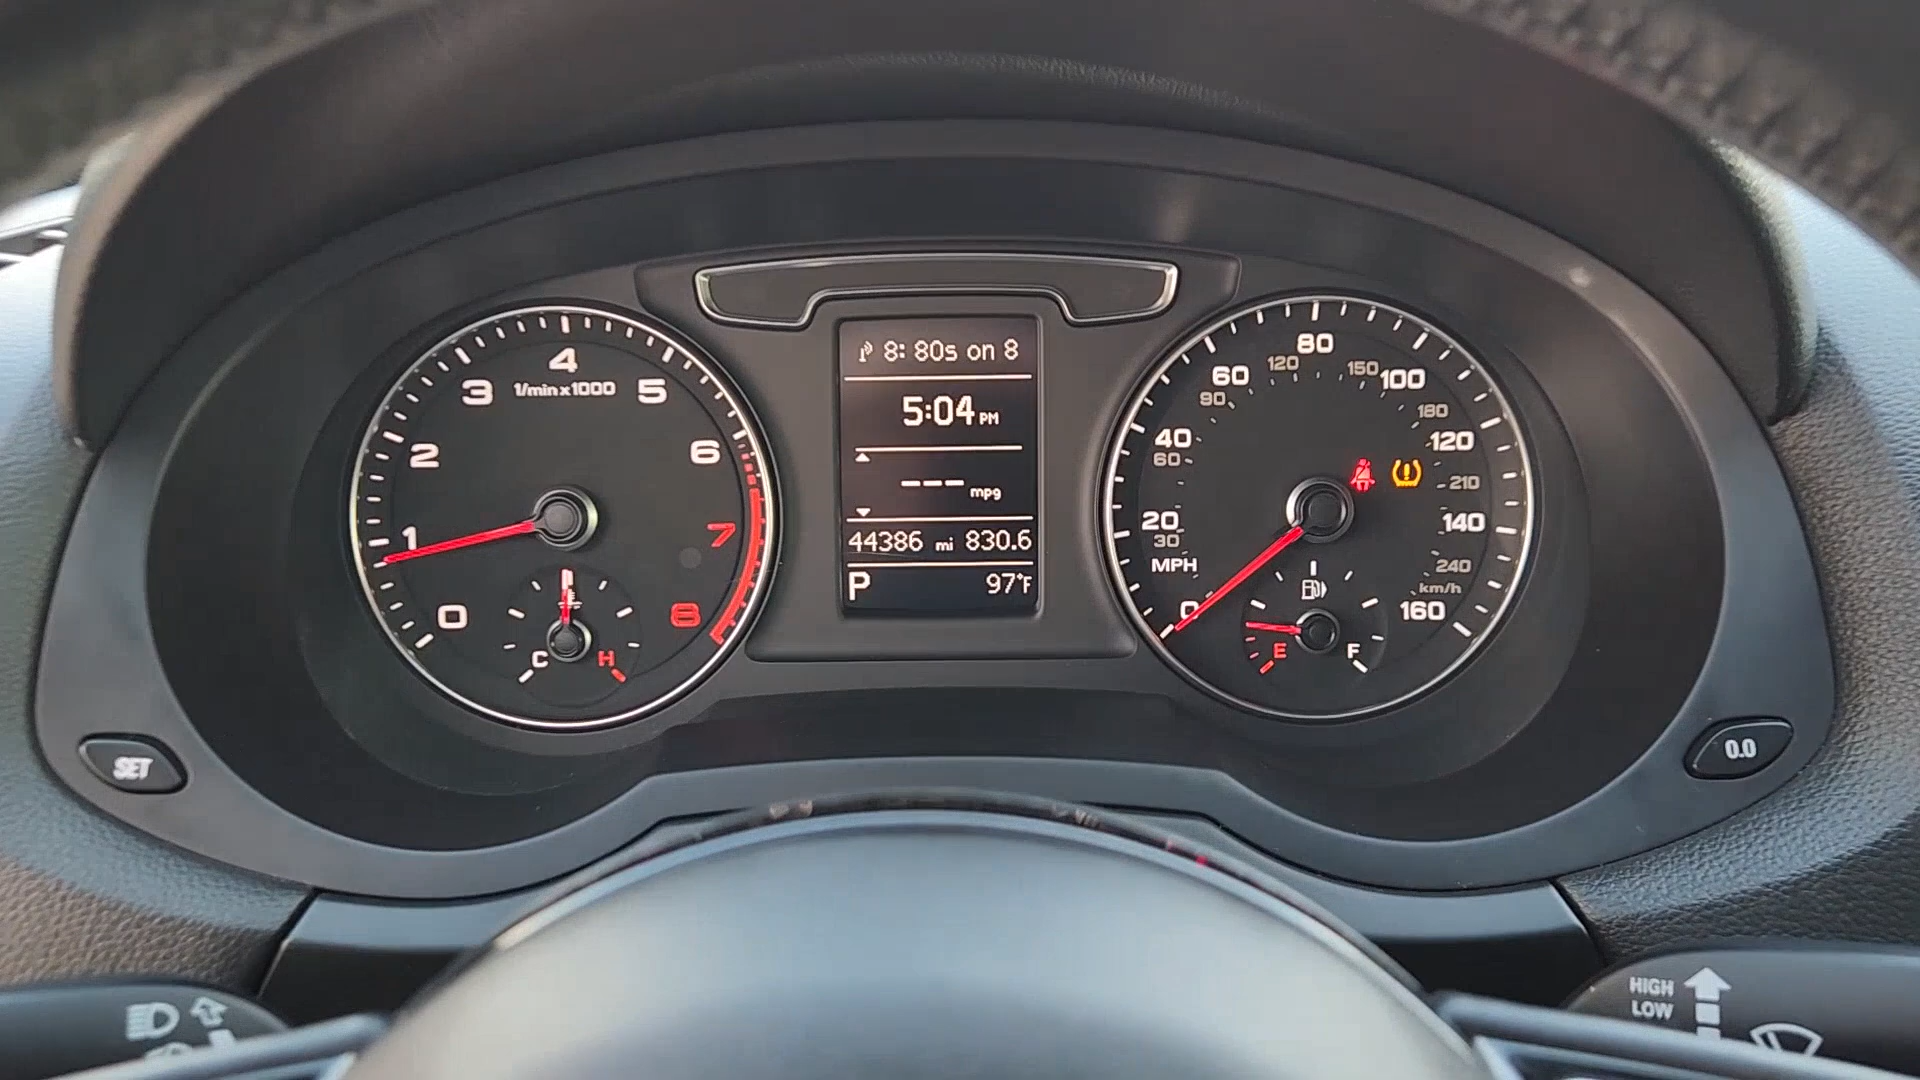 8: 80s on 8
5:04 PM
--- mpg
44386 mi 830.6
P 97°F
0 1 2 3 4 5 6 7 8
1/min x 1000
C H
0 20 40 60 80 100 120 140 160
MPH
30 60 90 120 150 180 210 240
km/h
E F
SET
0.0
HIGH
LOW